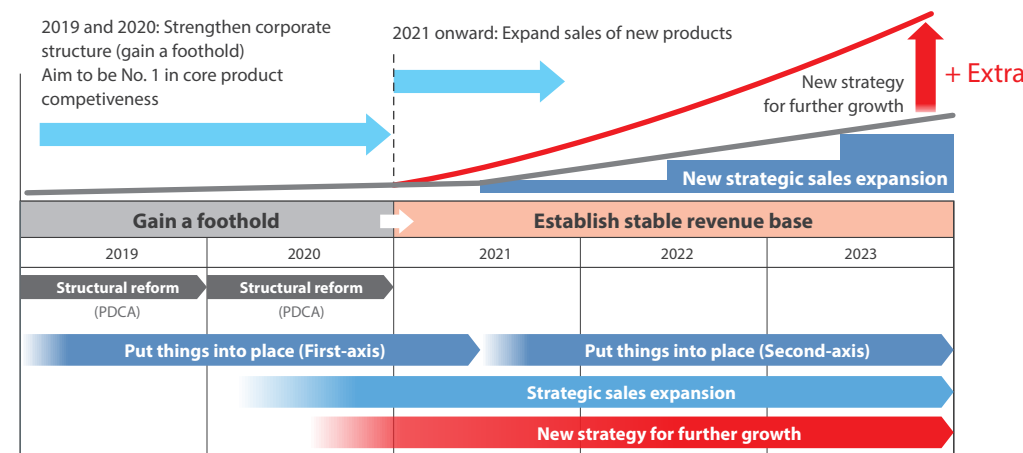 2019 and 2020: Strengthen corporate
structure (gain a foothold)
Aim to be No. 1 in core product
competiveness
2021 onward: Expand sales of new products
New strategy
for further growth
+ Extra
New strategic sales expansion
Gain a foothold
Establish stable revenue base
2019
2020
2021
2022
2023
Structural reform
(PDCA)
Structural reform
(PDCA)
Put things into place (First-axis)
Put things into place (Second-axis)
Strategic sales expansion
New strategy for further growth